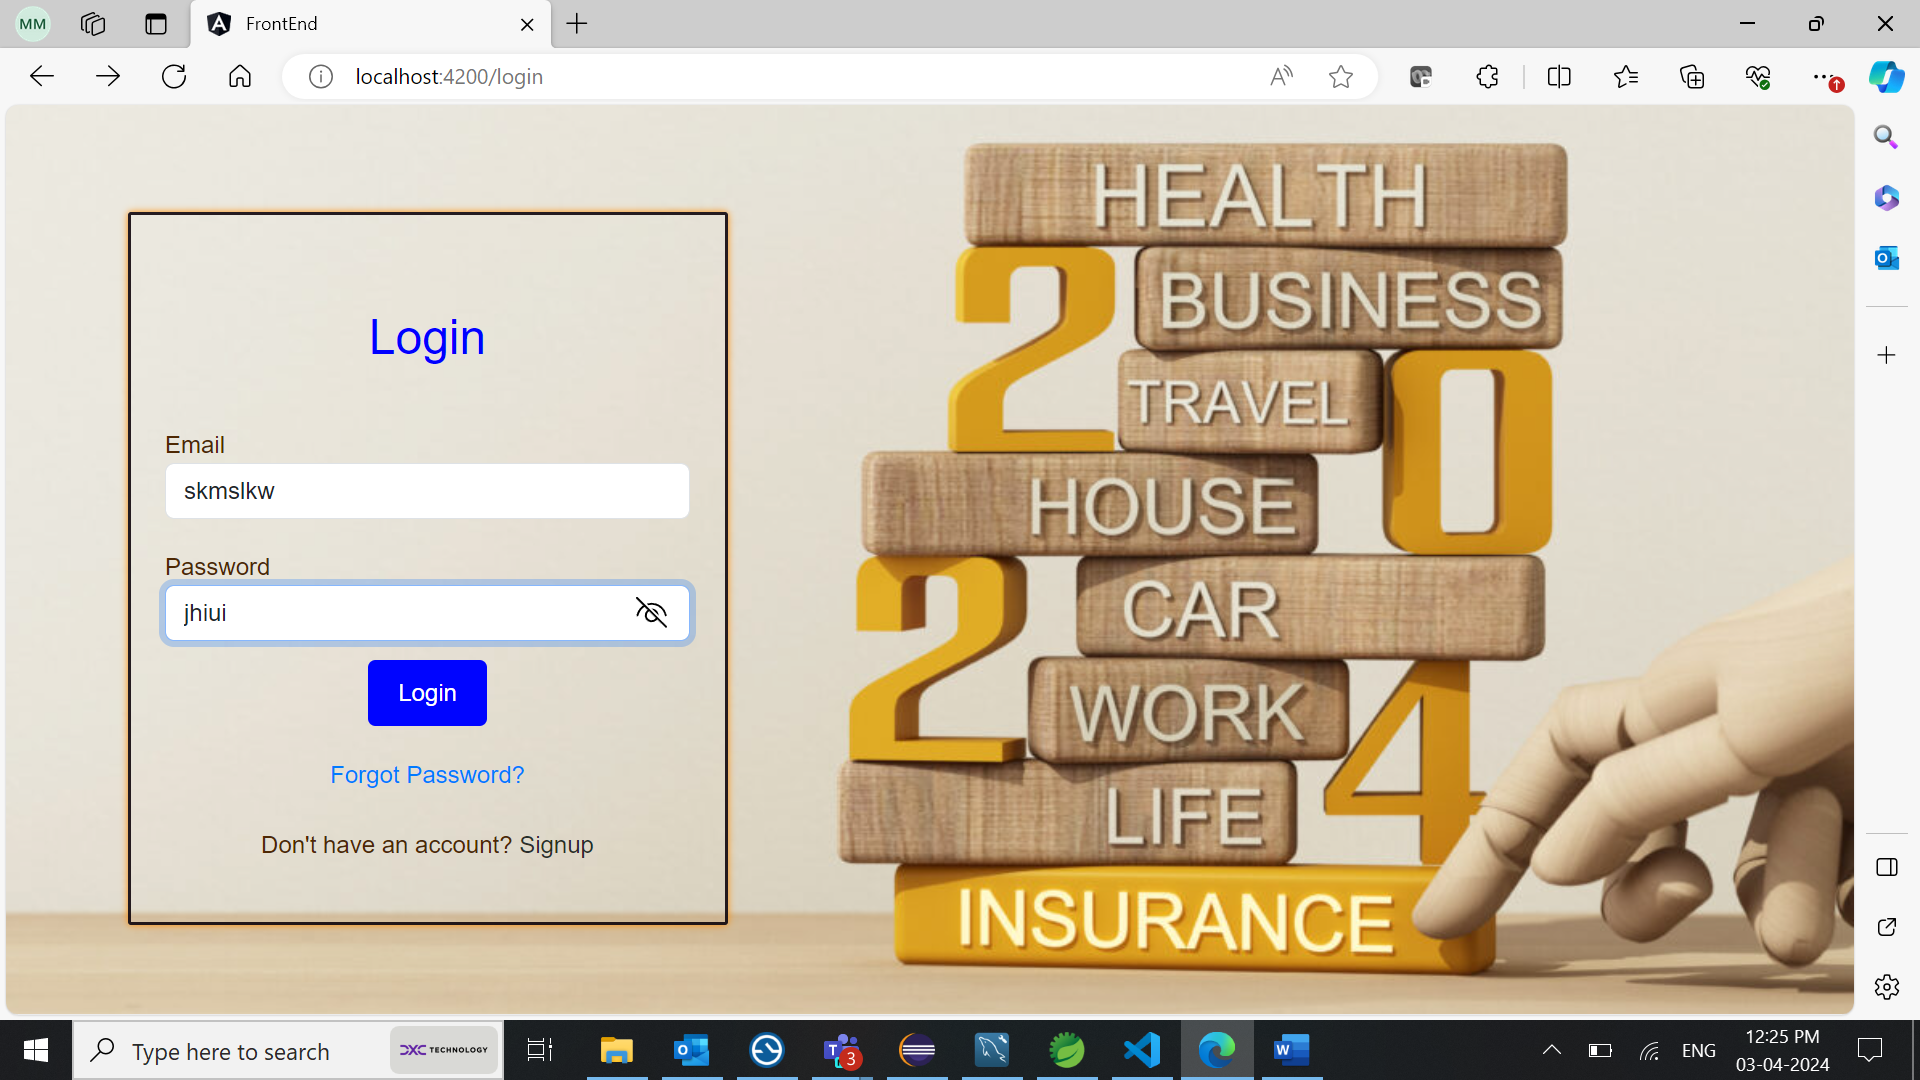 MM
FrontEnd
localhost:4200/login
Login
Email
skmslkw
Password
jhiui
Login
Forgot Password?
Don't have an account? Signup
HEALTH
2
BUSINESS
TRAVEL
0
HOUSE
2
CAR
WORK
4
LIFE
INSURANCE
Type here to search
DXC TECHNOLOGY
3
ENG
12:25 PM
03-04-2024